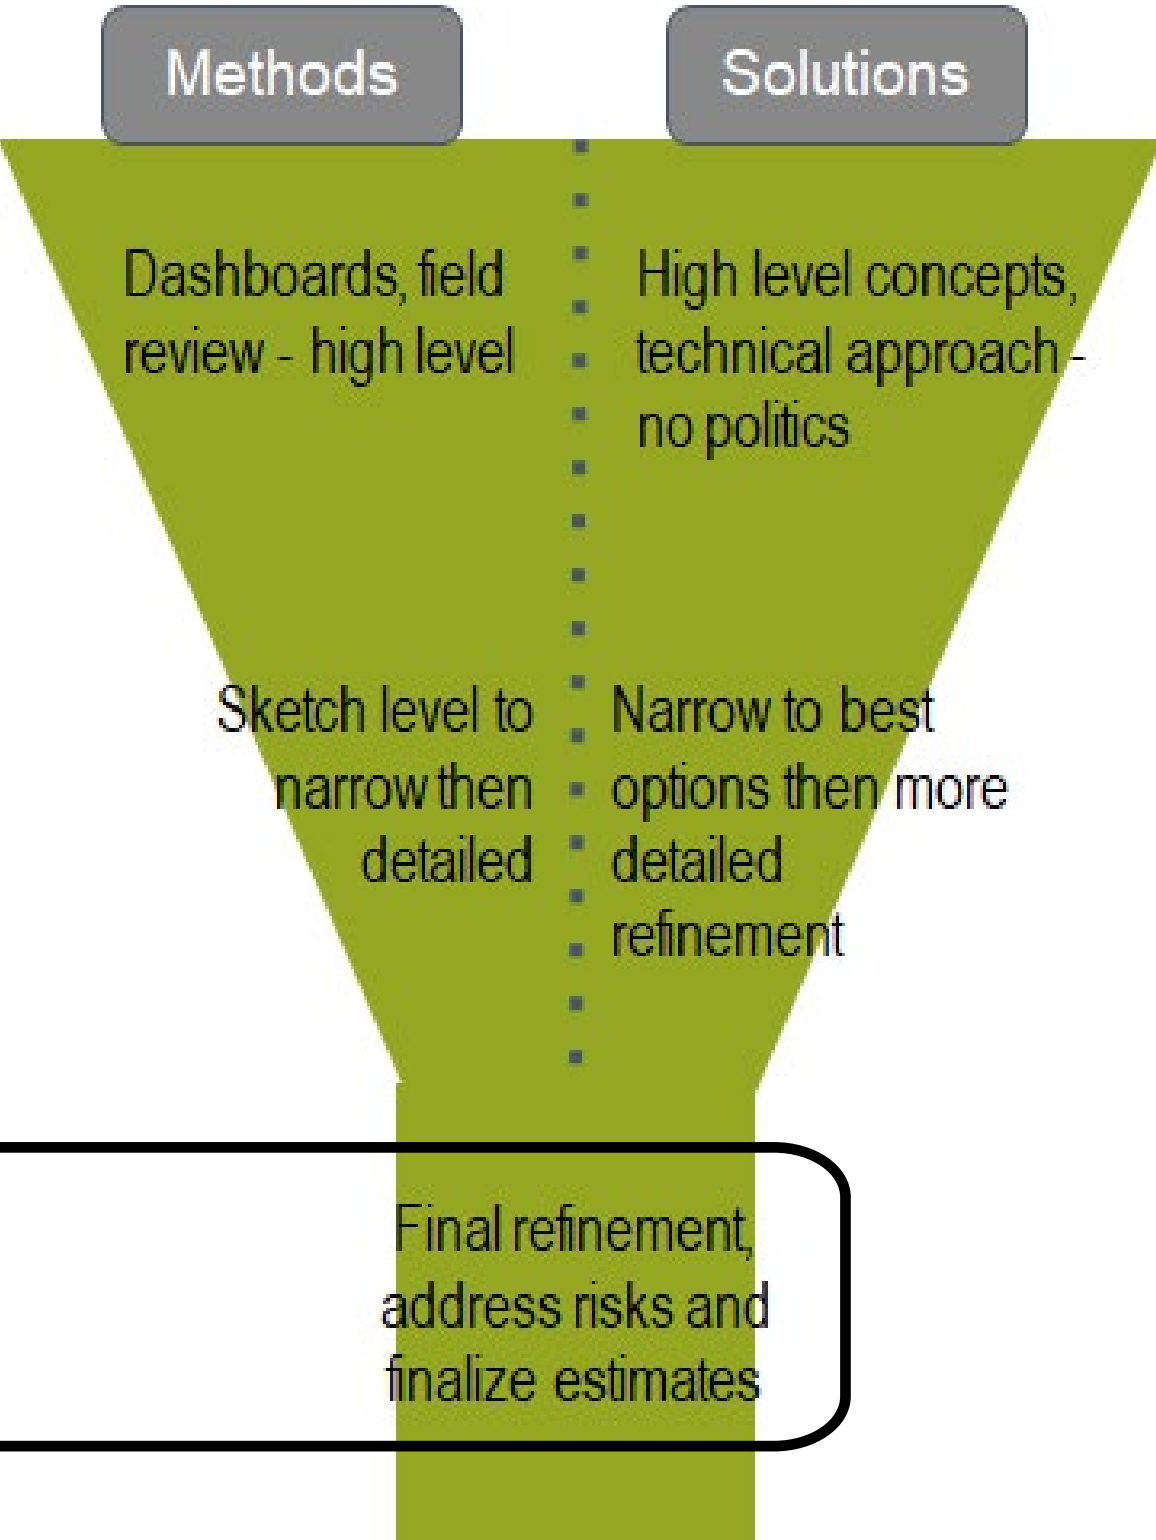 Methods
Solutions
Dashboards, field
review - high level
High level concepts,
technical approach -
no politics
Sketch level to
narrow then
detailed
Narrow to best
options then more
detailed
refinement
Final refinement,
address risks and
finalize estimates